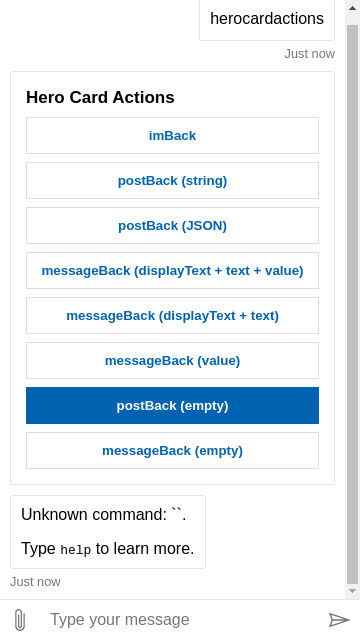 herocardactions
Just now
Hero Card Actions
imBack
postBack (string)
postBack (JSON)
messageBack (displayText + text + value)
messageBack (displayText + text)
messageBack (value)
postBack (empty)
messageBack (empty)
Unknown command: ``.
Type help to learn more.
Just now
Type your message